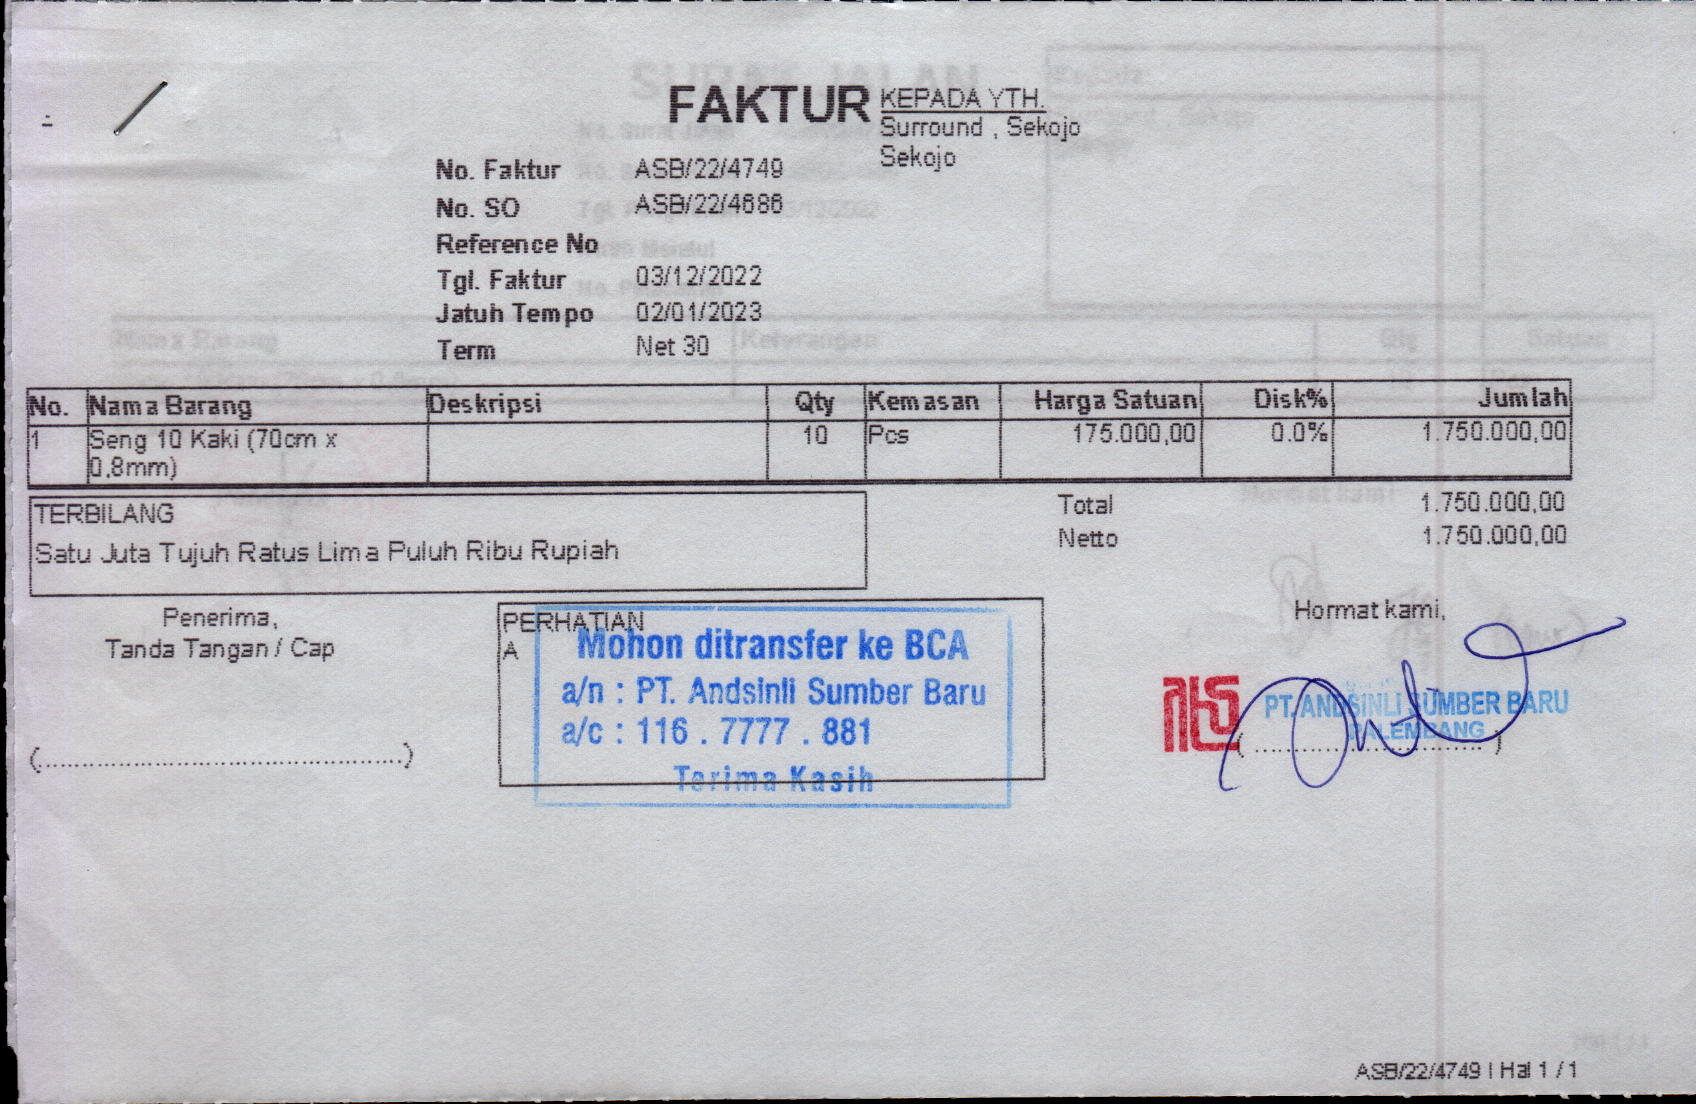 FAKTUR
KEPADA YTH.
Surround , Sekojo
Sekojo
No. Faktur ASB/22/4749
No. SO ASB/22/4686
Reference No
Tgl. Faktur 03/12/2022
Jatuh Tempo 02/01/2023
Term Net 30
No. Nama Barang Deskripsi Qty Kemasan Harga Satuan Disk% Jumlah
1 Seng 10 Kaki (70cm x 10 Pcs 175.000,00 0.0% 1.750.000,00
0,8mm)
TERBILANG
Satu Juta Tujuh Ratus Lima Puluh Ribu Rupiah
Total 1.750.000,00
Netto 1.750.000,00
Penerima,
Tanda Tangan / Cap
(............................................)
PERHATIAN
A
Mohon ditransfer ke BCA
a/n : PT. Andsinli Sumber Baru
a/c : 116 . 7777 . 881
Terima Kasih
Hormat kami,
PT. ANDSINLI SUMBER BARU
PALEMBANG
(............................)
ASB/22/4749 | Hal 1 / 1